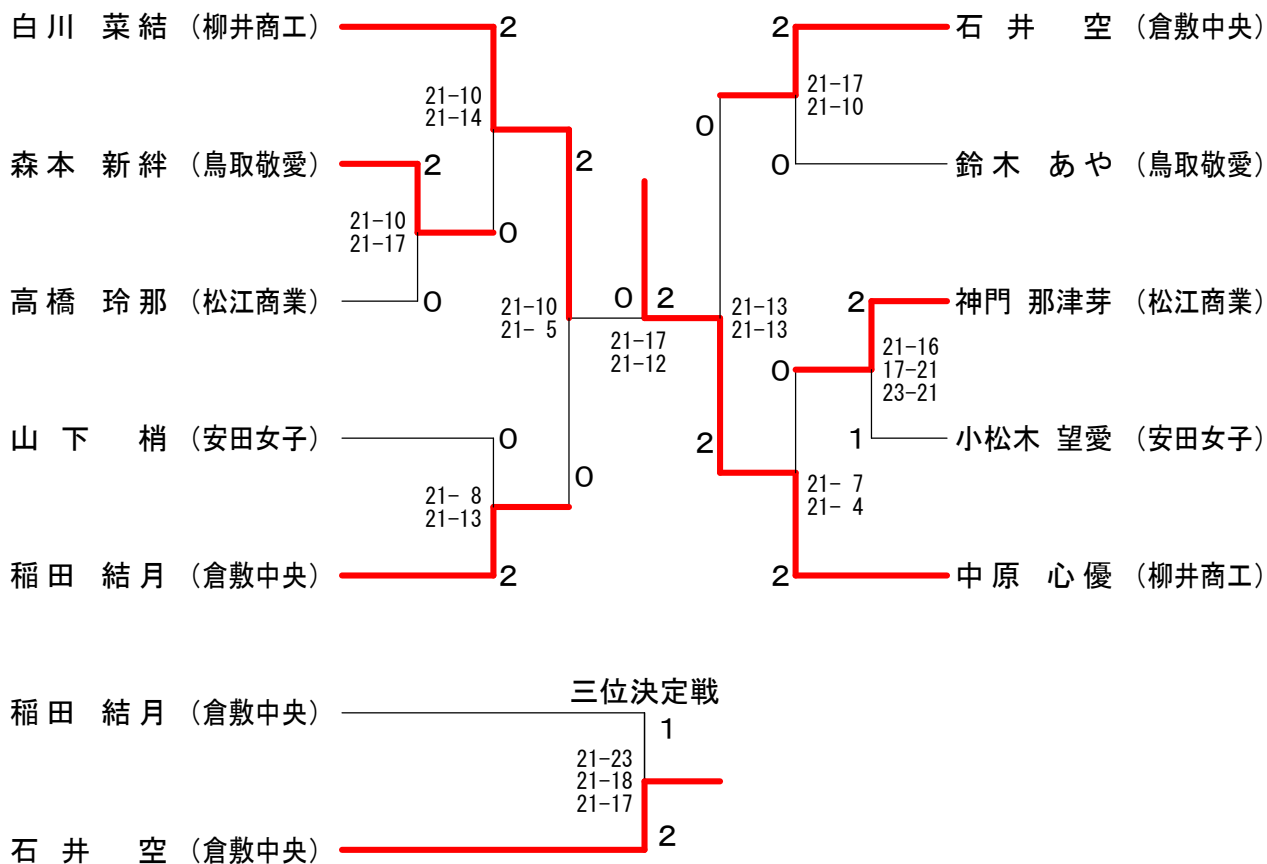 白川 菜結 (柳井商工) 2
21-10
21-14
森本 新絆 (鳥取敬愛) 2
0
21-10
21-17
高橋 玲那 (松江商業) 0
2
21-10
21- 5
山下 梢 (安田女子) 0
0
21- 8
21-13
稲田 結月 (倉敷中央) 2
0 2
21-17
21-12
2 石井 空 (倉敷中央)
21-17
21-10
0
0 鈴木 あや (鳥取敬愛)
21-13
21-13
2 神門 那津芽 (松江商業)
21-16
17-21
23-21
0
1 小松木 望愛 (安田女子)
2
21- 7
21- 4
2 中原 心優 (柳井商工)
三位決定戦
稲田 結月 (倉敷中央) 1
21-23
21-18
21-17
石井 空 (倉敷中央) 2